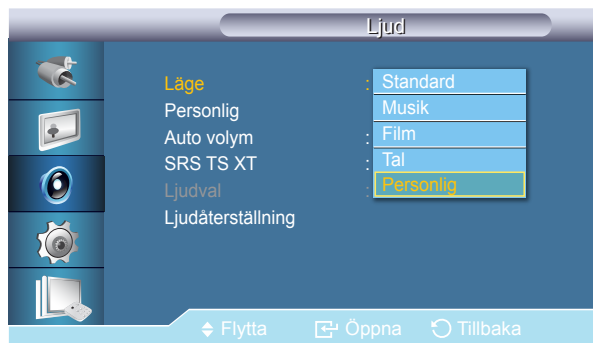 Ljud
Läge : Standard
Personlig Musik
Auto volym : Film
SRS TS XT : Tal
Ljudval : Personlig
Ljudåterställning
Flytta Öppna Tillbaka